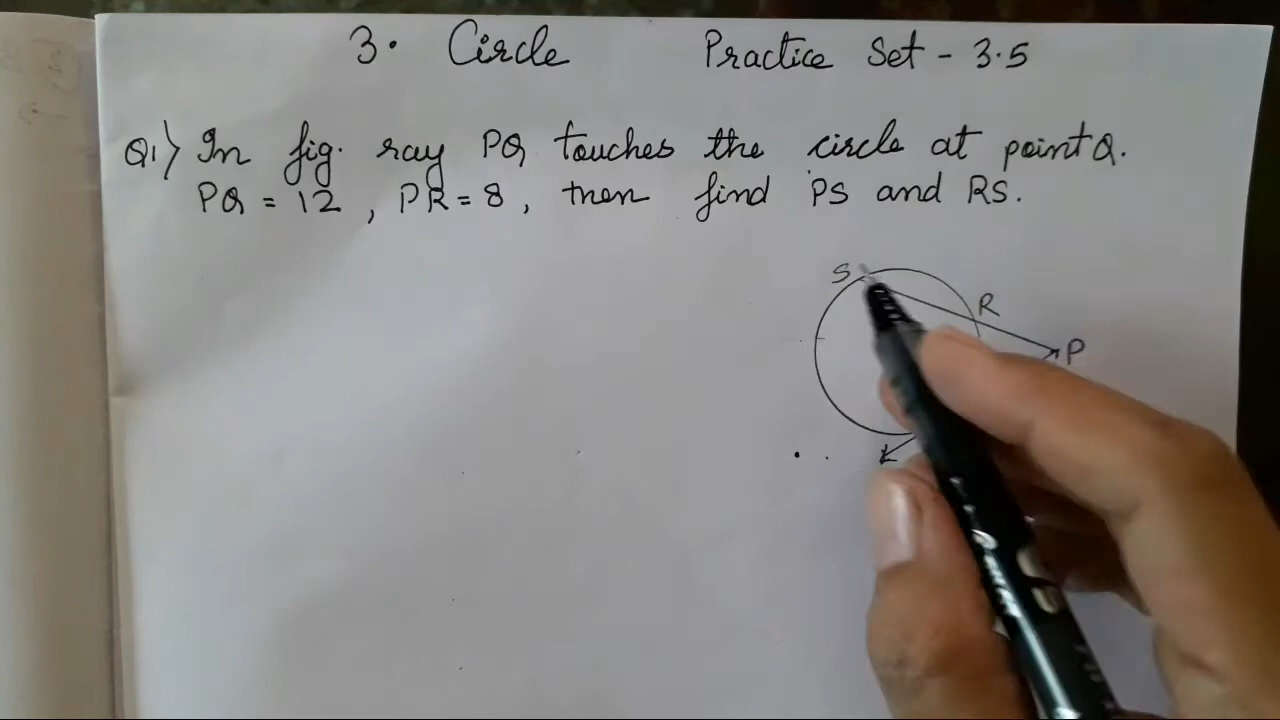 3. Circle Practice Set - 3.5
Q1) In fig. ray PQ touches the circle at point Q.
PQ = 12, PR = 8, then find PS and RS.
S
R
P